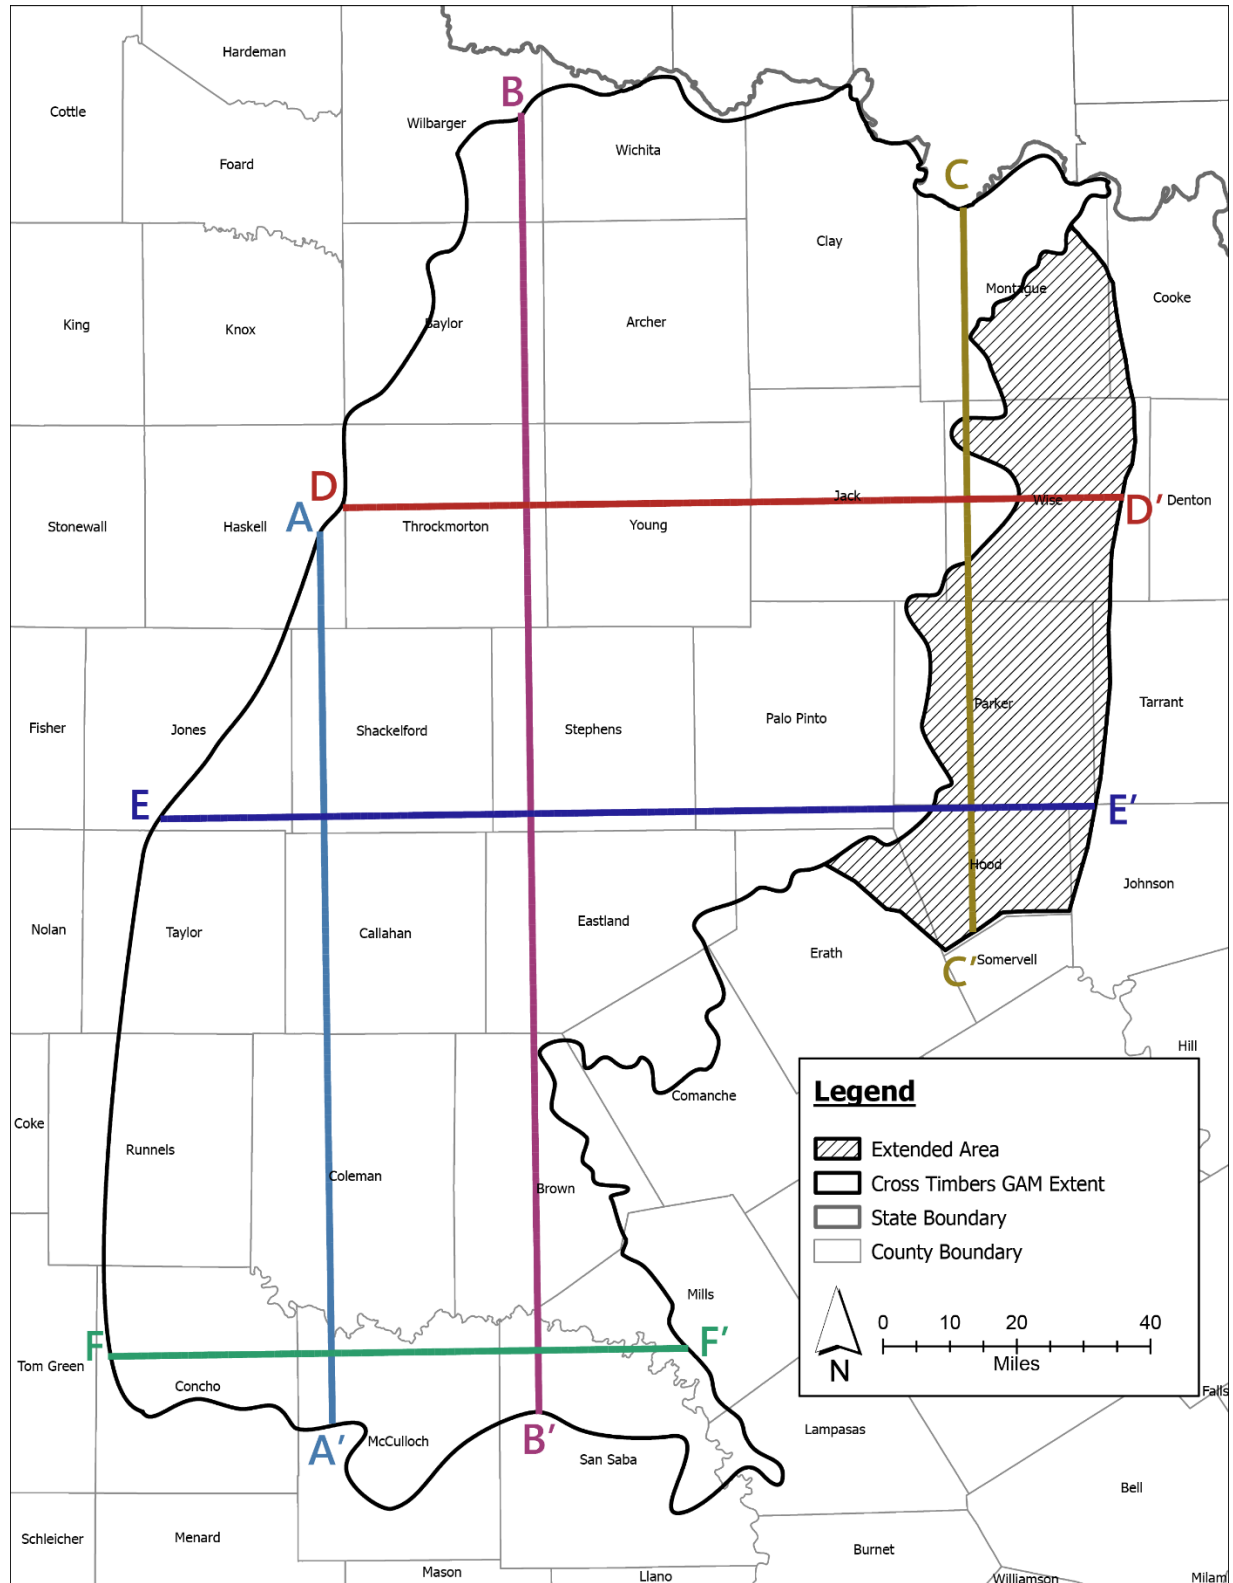 Hardeman
Cottle
B
Wilbarger
Wichita
Foard
C
Clay
Montague
Cooke
King
Knox
Baylor
Archer
D
A
Stonewall
Haskell
Throckmorton
Young
Jack
Wise
D'
Denton
Fisher
Jones
Shackelford
Stephens
Palo Pinto
Parker
Tarrant
E
E'
Hood
Johnson
Nolan
Taylor
Callahan
Eastland
Erath
C'
Somervell
Hill
Coke
Runnels
Coleman
Brown
Comanche
Legend
Extended Area
Cross Timbers GAM Extent
State Boundary
County Boundary
N
0 10 20 40
Miles
Mills
F
F'
Tom Green
Concho
Falls
A'
McCulloch
B'
San Saba
Lampasas
Bell
Schleicher
Menard
Burnet
Mason
Llano
Williamson
Milam